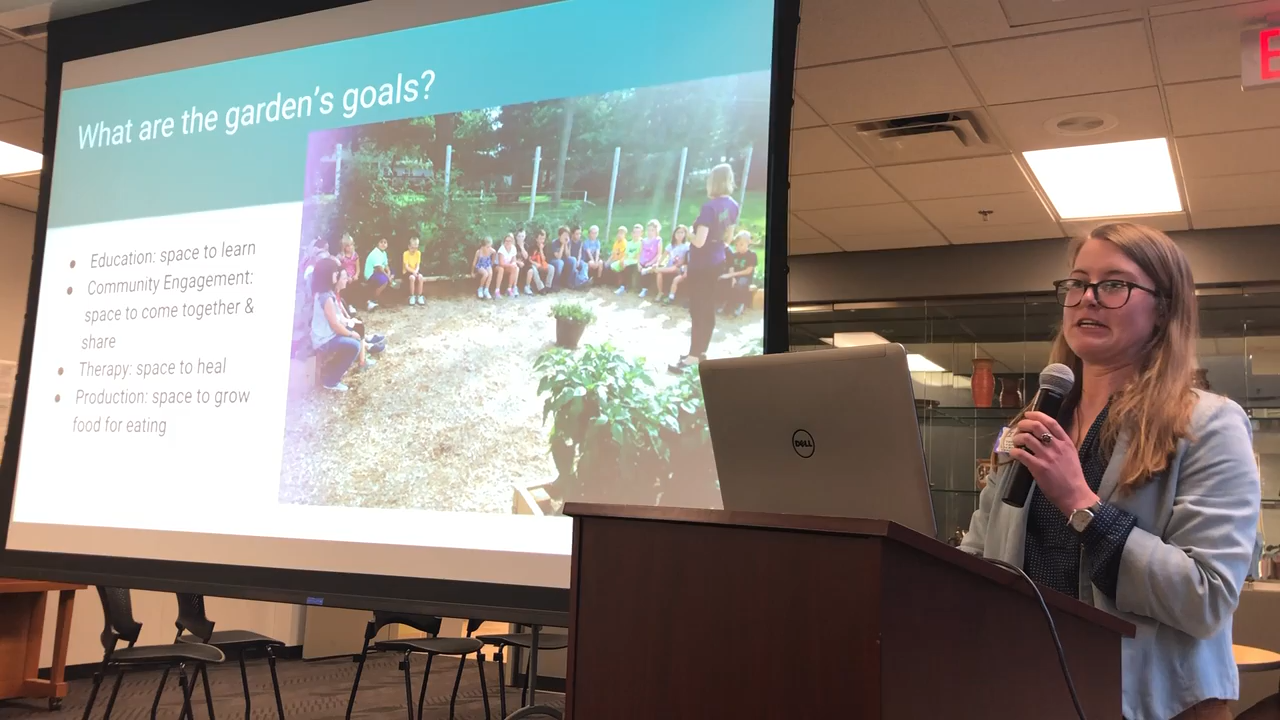 What are the garden's goals?
● Education: space to learn
● Community Engagement:
space to come together &
share
● Therapy: space to heal
● Production: space to grow
food for eating
DELL
E